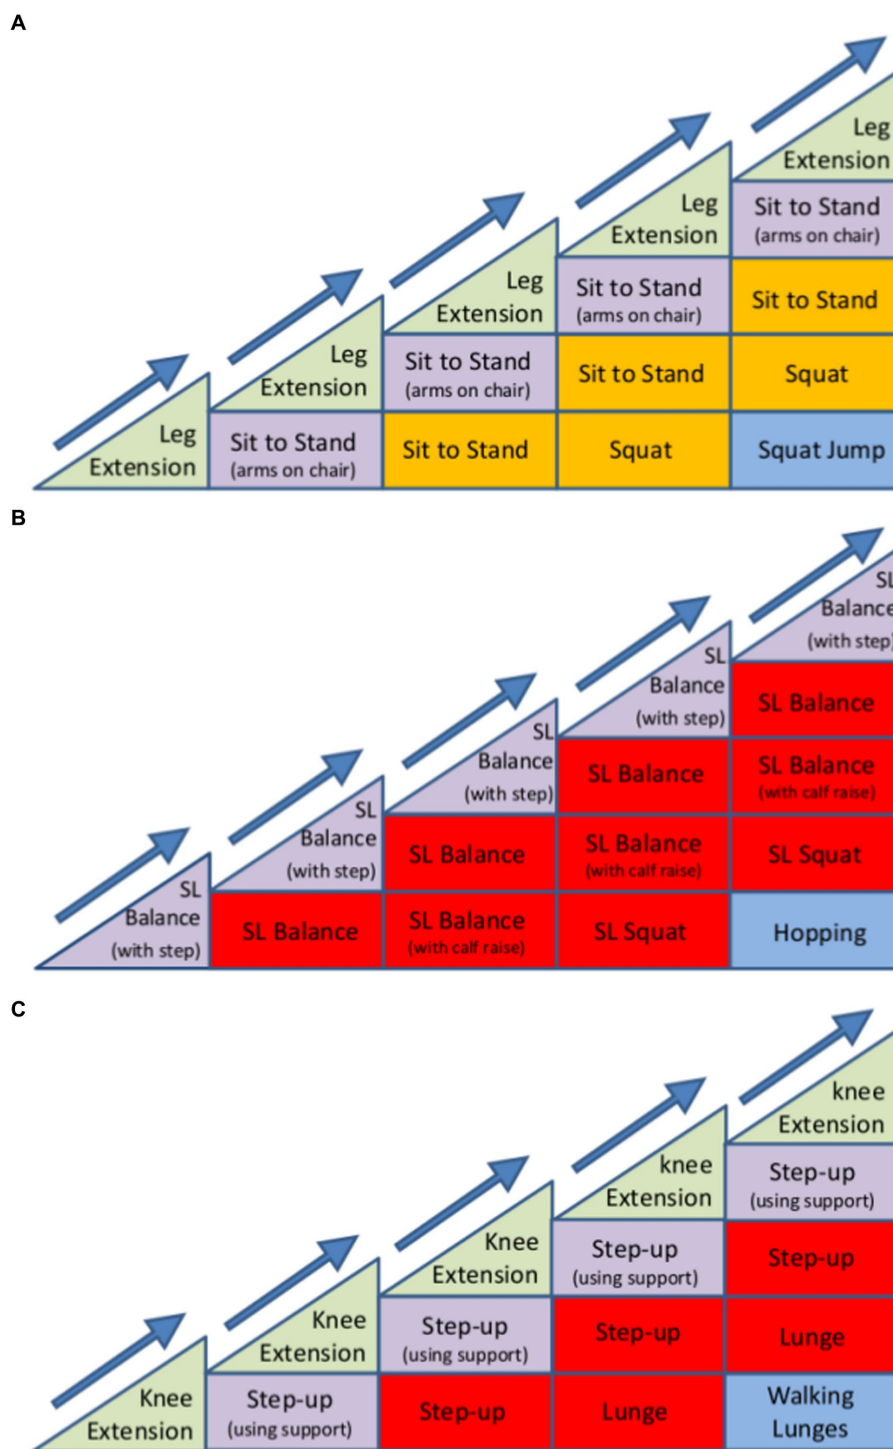 A
Leg
Extension
Leg
Extension
Sit to Stand
(arms on chair)
Leg
Extension
Sit to Stand
(arms on chair)
Sit to Stand
Leg
Extension
Sit to Stand
(arms on chair)
Sit to Stand
Squat
Leg
Extension
Sit to Stand
(arms on chair)
Sit to Stand
Squat
Squat Jump
B
SL
Balance
(with step)
SL
Balance
(with step)
SL Balance
SL
Balance
(with step)
SL Balance
SL Balance
(with calf raise)
SL
Balance
(with step)
SL Balance
SL Balance
(with calf raise)
SL Squat
SL
Balance
(with step)
SL Balance
SL Balance
(with calf raise)
SL Squat
Hopping
C
Knee
Extension
Knee
Extension
Step-up
(using support)
Knee
Extension
Step-up
(using support)
Step-up
knee
Extension
Step-up
(using support)
Step-up
Lunge
knee
Extension
Step-up
(using support)
Step-up
Lunge
Walking
Lunges